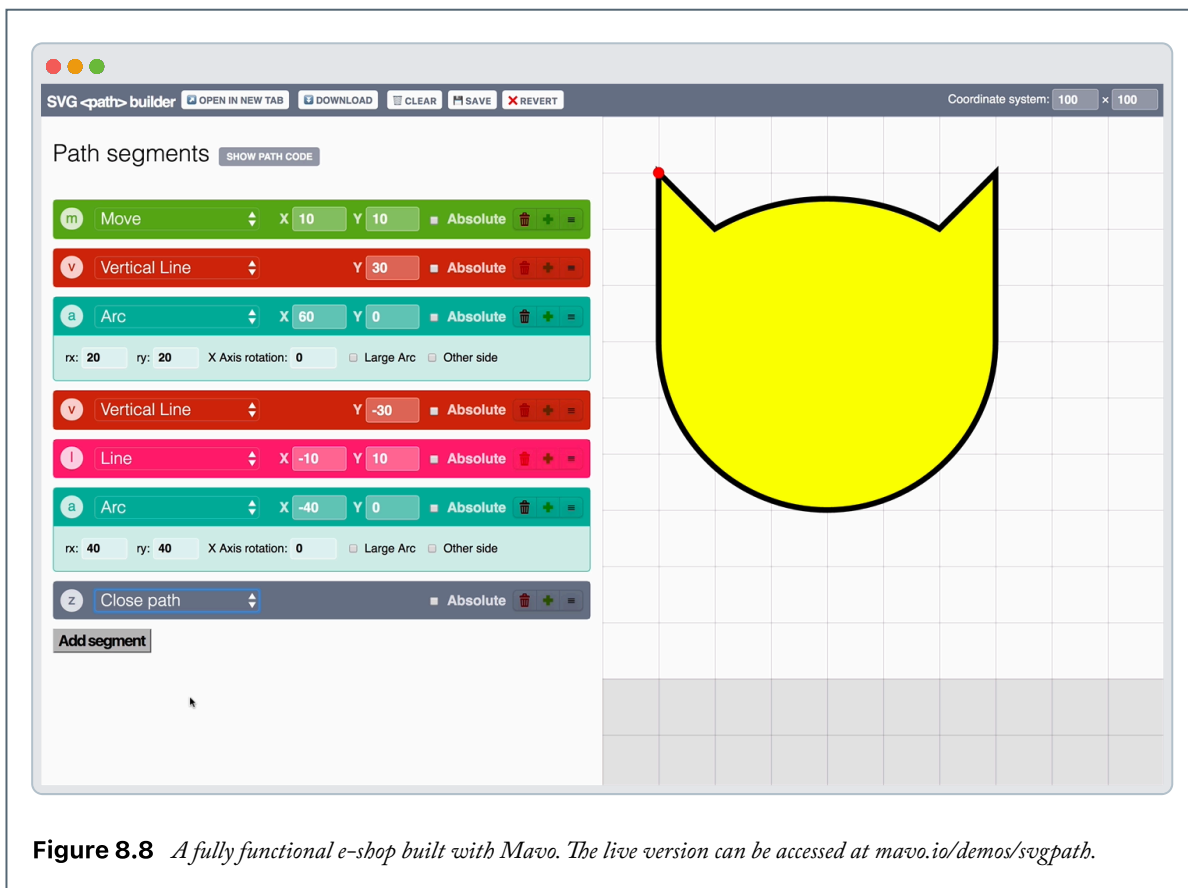 SVG <path> builder OPEN IN NEW TAB DOWNLOAD CLEAR SAVE REVERT Coordinate system: 100 × 100
Path segments SHOW PATH CODE
m Move X 10 Y 10 Absolute
v Vertical Line Y 30 Absolute
a Arc X 60 Y 0 Absolute
rx: 20 ry: 20 X Axis rotation: 0 Large Arc Other side
v Vertical Line Y -30 Absolute
l Line X -10 Y 10 Absolute
a Arc X -40 Y 0 Absolute
rx: 40 ry: 40 X Axis rotation: 0 Large Arc Other side
z Close path Absolute
Add segment
Figure 8.8 A fully functional e-shop built with Mavo. The live version can be accessed at mavo.io/demos/svgpath.